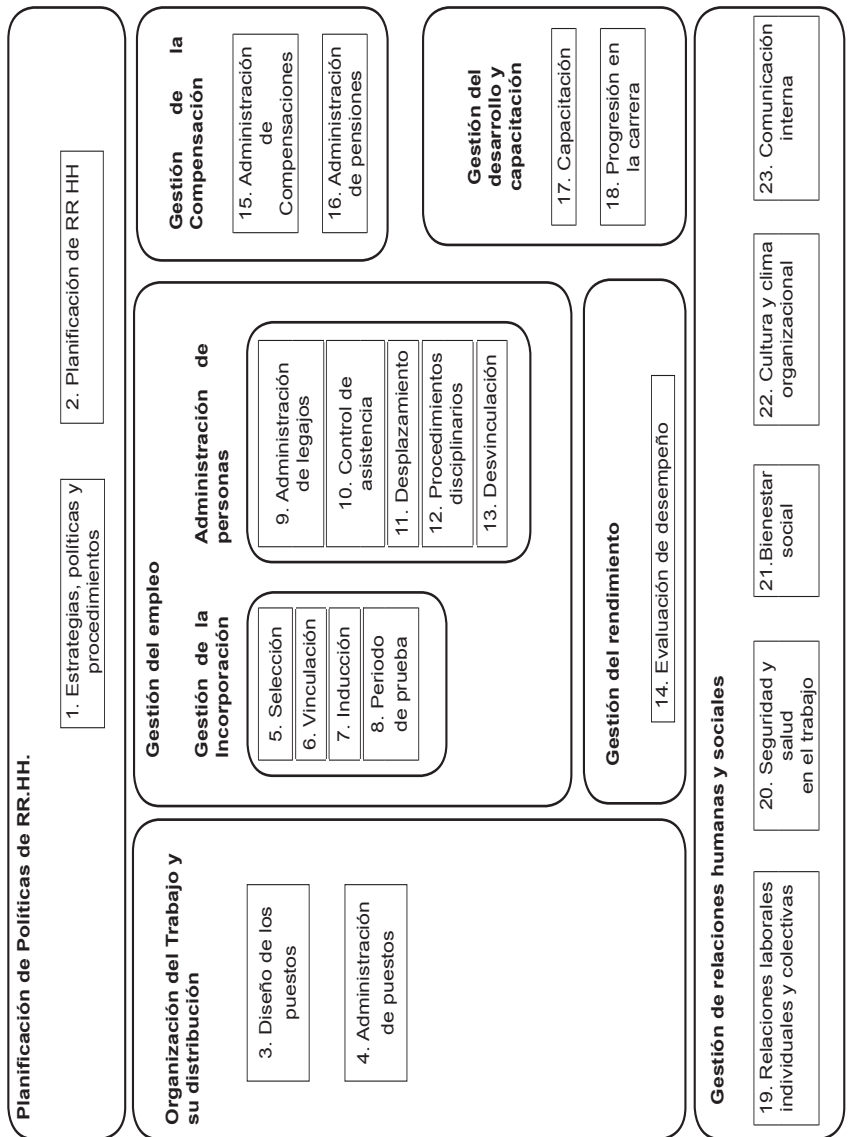 Planificación de Políticas de RR.HH.
1. Estrategias, políticas y
procedimientos
2. Planificación de RR HH
Organización del Trabajo y
su distribución
3. Diseño de los
puestos
4. Administración
de puestos
Gestión del empleo
Gestión de la
Incorporación
5. Selección
6. Vinculación
7. Inducción
8. Periodo
de prueba
Administración de
personas
9. Administración
de legajos
10. Control de
asistencia
11. Desplazamiento
12. Procedimientos
disciplinarios
13. Desvinculación
Gestión del rendimiento
14. Evaluación de desempeño
Gestión de la
Compensación
15. Administración
de
Compensaciones
16. Administración
de pensiones
Gestión del
desarrollo y
capacitación
17. Capacitación
18. Progresión en
la carrera
Gestión de relaciones humanas y sociales
19. Relaciones laborales
individuales y colectivas
20. Seguridad y
salud
en el trabajo
21.Bienestar
social
22. Cultura y clima
organizacional
23. Comunicación
interna